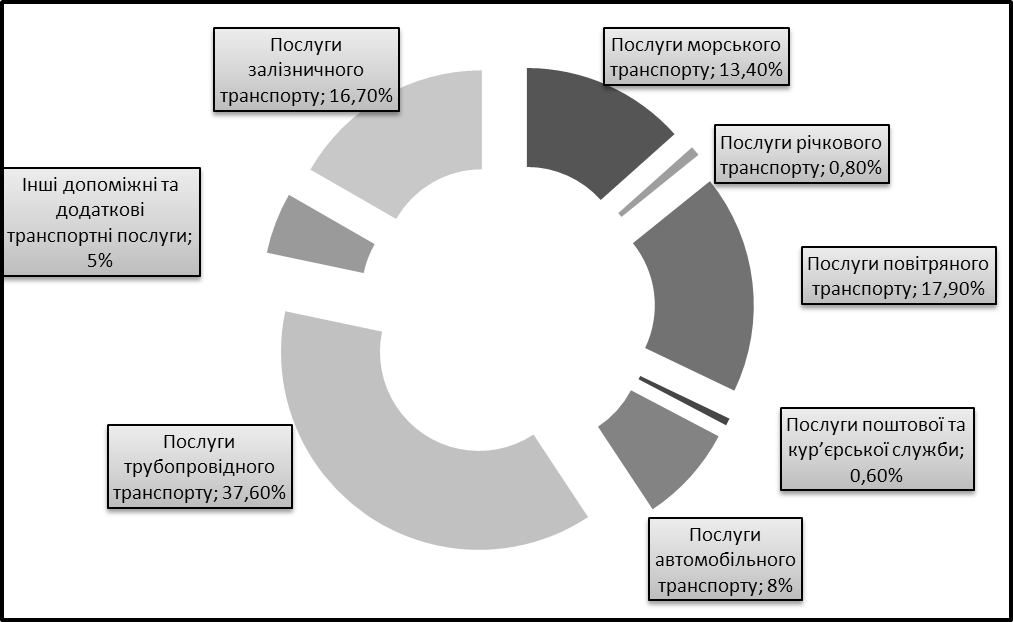 Послуги
залізничного
транспорту; 16,70%
Послуги морського
транспорту; 13,40%
Послуги річкового
транспорту; 0,80%
Інші допоміжні та
додаткові
транспортні послуги;
5%
Послуги повітряного
транспорту; 17,90%
Послуги поштової та
кур’єрської служби;
0,60%
Послуги
трубопровідного
транспорту; 37,60%
Послуги
автомобільного
транспорту; 8%